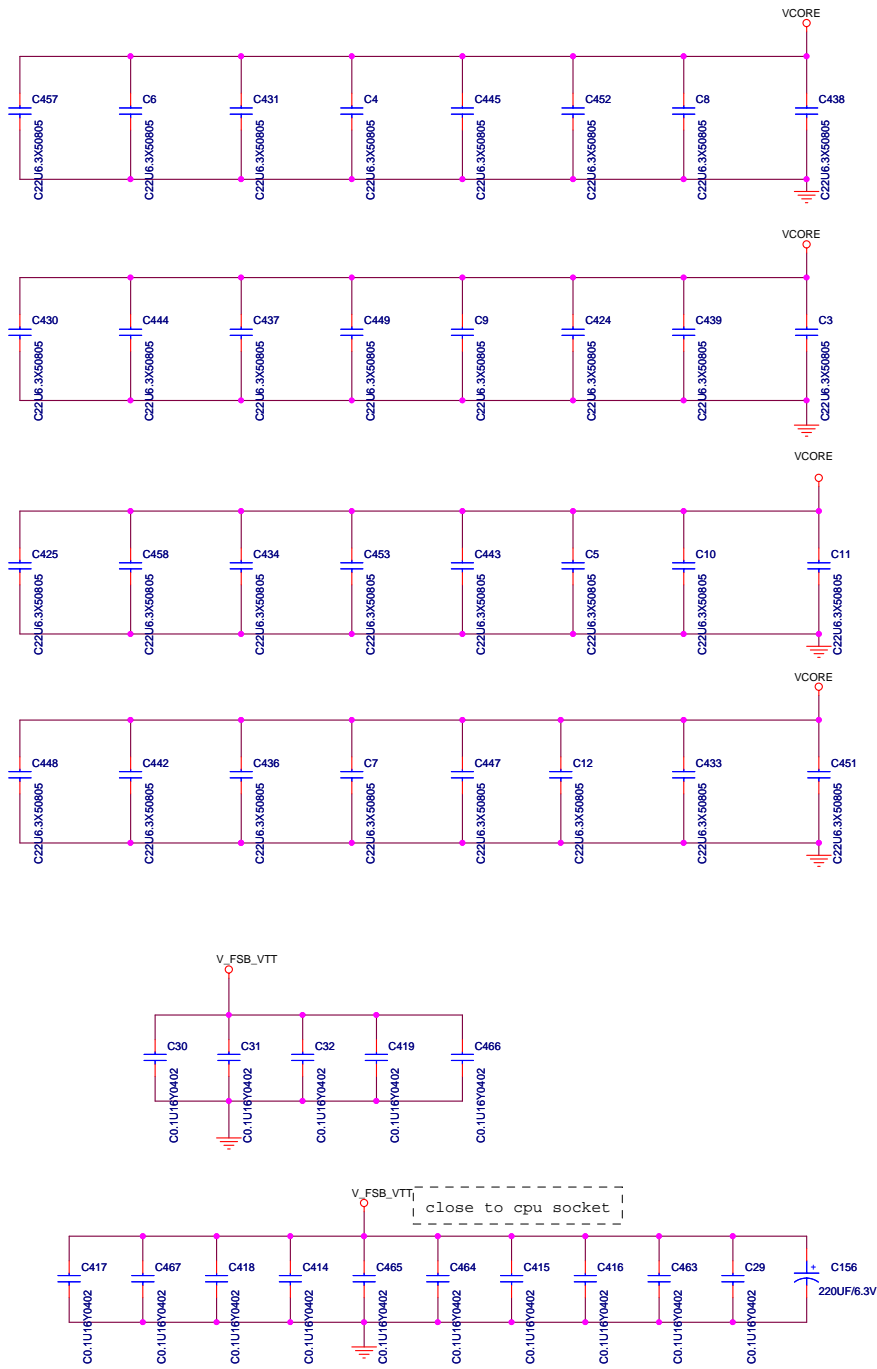 VCORE
C457 C6 C431 C4 C445 C452 C8 C438
C22U6.3X50805 C22U6.3X50805 C22U6.3X50805 C22U6.3X50805 C22U6.3X50805 C22U6.3X50805 C22U6.3X50805 C22U6.3X50805
VCORE
C430 C444 C437 C449 C9 C424 C439 C3
C22U6.3X50805 C22U6.3X50805 C22U6.3X50805 C22U6.3X50805 C22U6.3X50805 C22U6.3X50805 C22U6.3X50805 C22U6.3X50805
VCORE
C425 C458 C434 C453 C443 C5 C10 C11
C22U6.3X50805 C22U6.3X50805 C22U6.3X50805 C22U6.3X50805 C22U6.3X50805 C22U6.3X50805 C22U6.3X50805 C22U6.3X50805
VCORE
C448 C442 C436 C7 C447 C12 C433 C451
C22U6.3X50805 C22U6.3X50805 C22U6.3X50805 C22U6.3X50805 C22U6.3X50805 C22U6.3X50805 C22U6.3X50805 C22U6.3X50805
V_FSB_VTT
C30 C31 C32 C419 C466
C0.1U16Y0402 C0.1U16Y0402 C0.1U16Y0402 C0.1U16Y0402 C0.1U16Y0402
V_FSB_VTT
close to cpu socket
C417 C467 C418 C414 C465 C464 C415 C416 C463 C29 + C156
220UF/6.3V
C0.1U16Y0402 C0.1U16Y0402 C0.1U16Y0402 C0.1U16Y0402 C0.1U16Y0402 C0.1U16Y0402 C0.1U16Y0402 C0.1U16Y0402 C0.1U16Y0402 C0.1U16Y0402